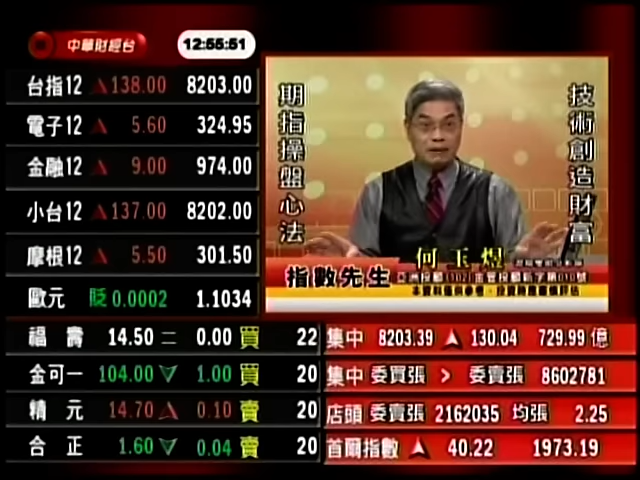 中華財經台 12:55:51
台指12 138.00 8203.00
電子12 5.60 324.95
金融12 9.00 974.00
小台12 137.00 8202.00
摩根12 5.50 301.50
歐元 貶 0.0002 1.1034
期指操盤心法
技術創造財富
何玉煜
指數先生
亞洲投顧
福壽 14.50 二 0.00 買 22
金可一 104.00 1.00 買 20
精元 14.70 0.10 賣 20
合正 1.60 0.04 賣 20
集中 8203.39 130.04 729.99 億
集中 委買張 > 委賣張 8602781
店頭 委賣張 2162035 均張 2.25
首爾指數 40.22 1973.19